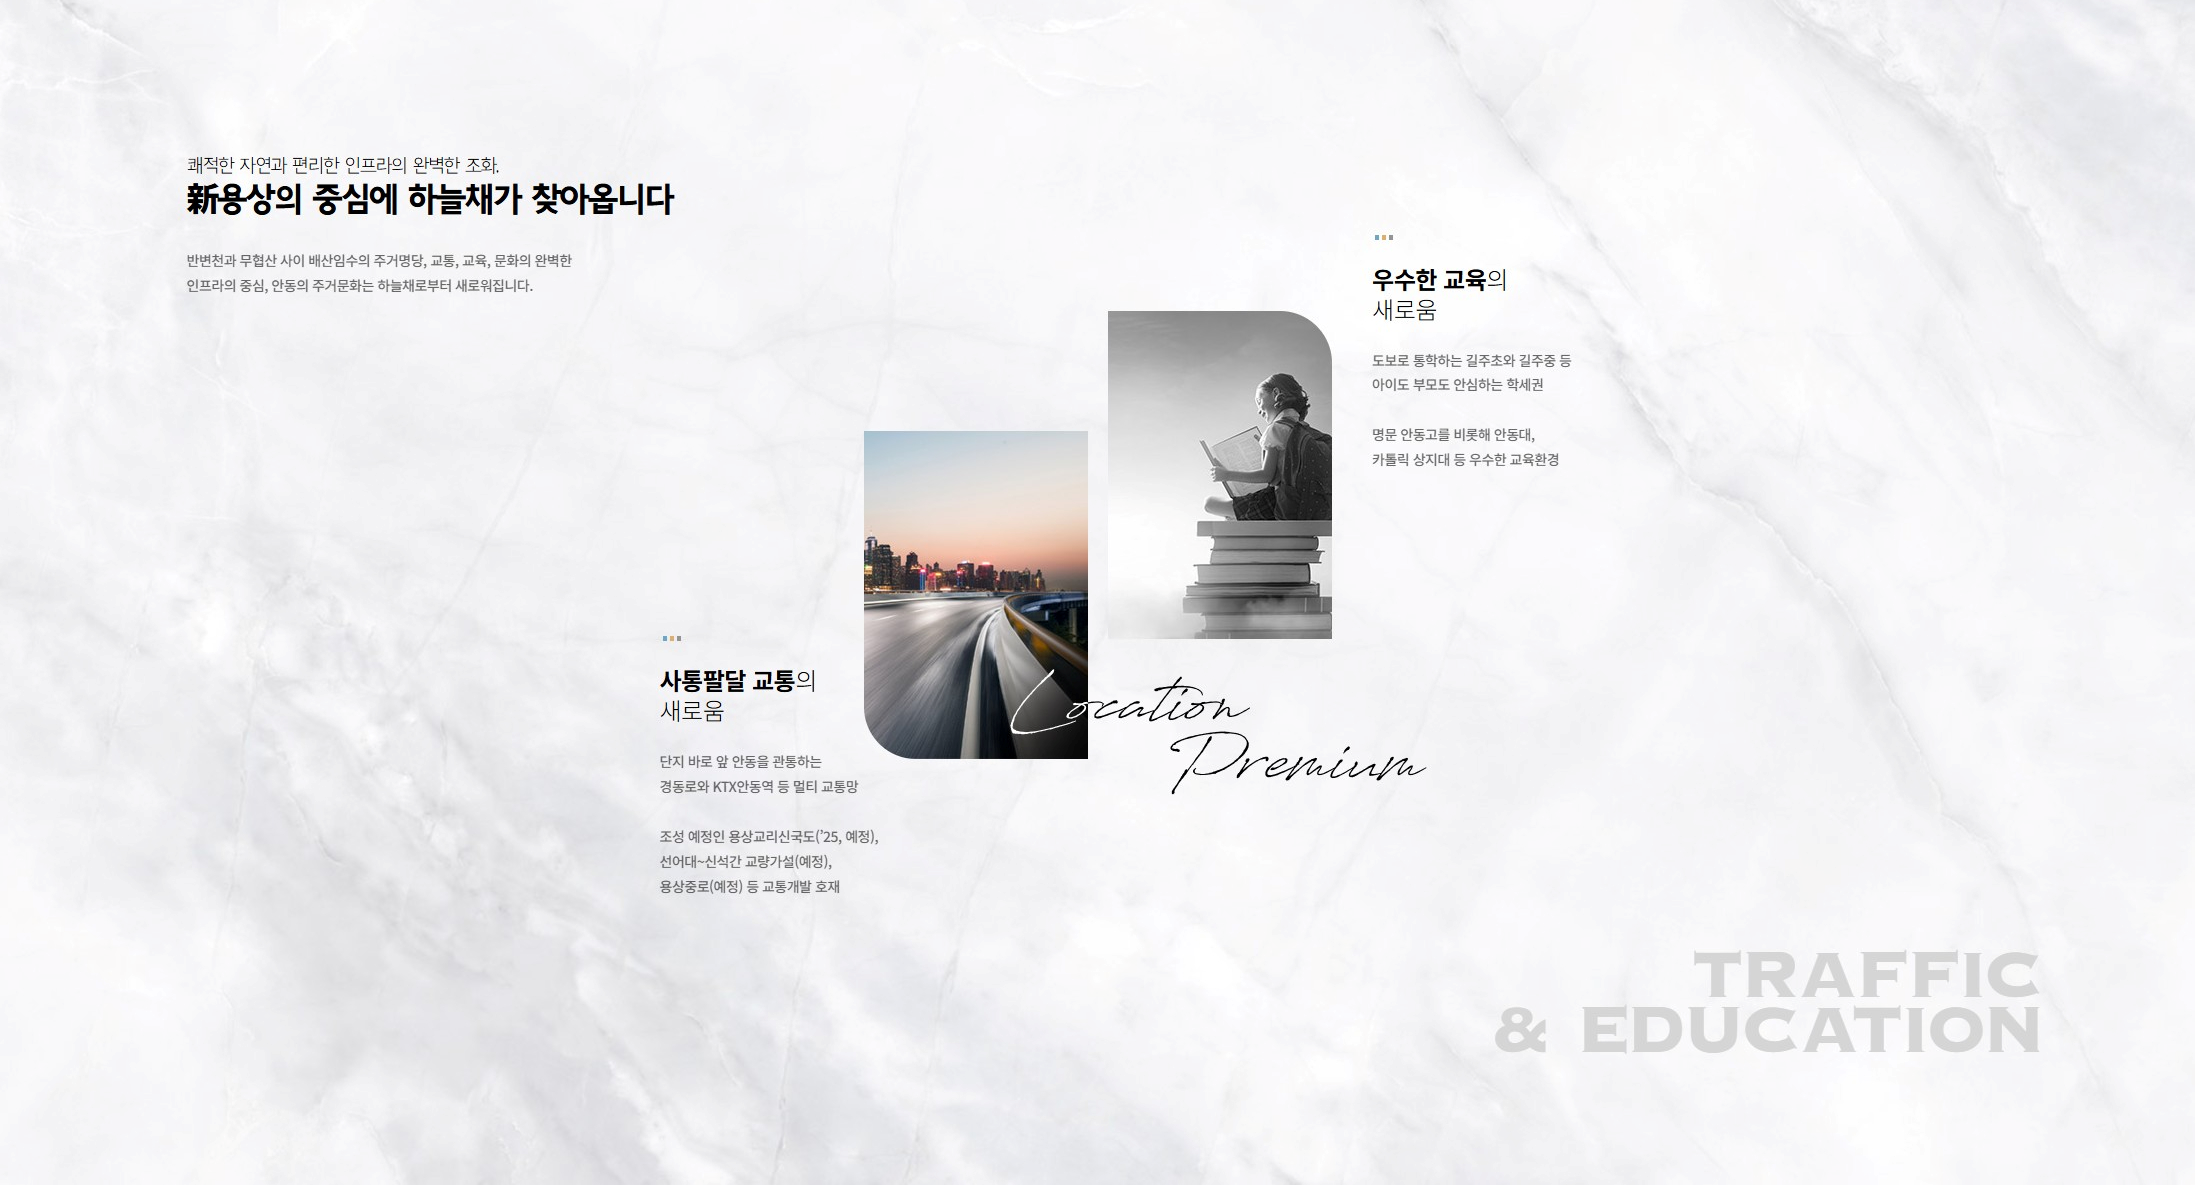 쾌적한 자연과 편리한 인프라의 완벽한 조화.
新용상의 중심에 하늘채가 찾아옵니다
반변천과 무협산 사이 배산임수의 주거명당, 교통, 교육, 문화의 완벽한
인프라의 중심, 안동의 주거문화는 하늘채로부터 새로워집니다.
우수한 교육의
새로움
도보로 통학하는 길주초와 길주중 등
아이도 부모도 안심하는 학세권
명문 안동고를 비롯해 안동대,
카톨릭 상지대 등 우수한 교육환경
사통팔달 교통의
새로움
단지 바로 앞 안동을 관통하는
경동로와 KTX안동역 등 멀티 교통망
조성 예정인 용상교리신국도('25, 예정),
선어대~신석간 교량가설(예정),
용상중로(예정) 등 교통개발 호재
Location
Premium
TRAFFIC
& EDUCATION